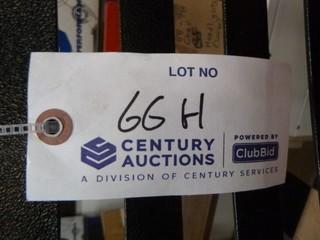 LOT NO
66 H
CENTURY AUCTIONS
POWERED BY
ClubBid
A DIVISION OF CENTURY SERVICES